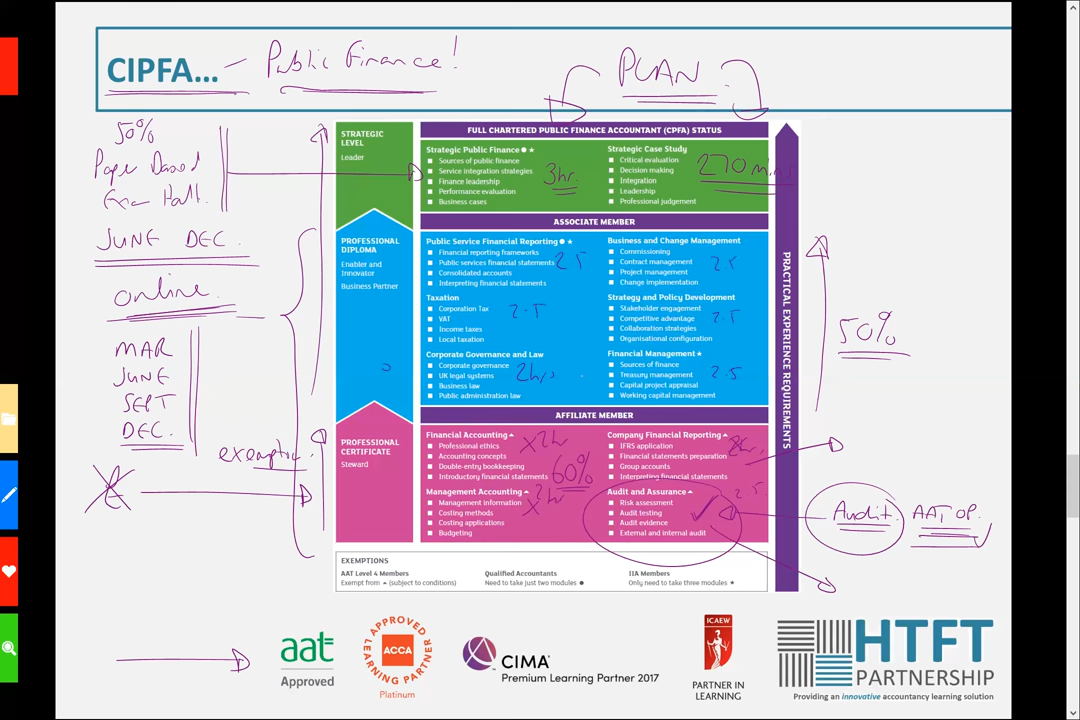 CIPFA... - Public Finance!
PLAN
50%
Paper Based
Exam Hall.
JUNE DEC.
online.
MAR
JUNE
SEPT
DEC.
exemption.
FULL CHARTERED PUBLIC FINANCE ACCOUNTANT (CPFA) STATUS
STRATEGIC
LEVEL
Leader
Strategic Public Finance ● ★
Sources of public finance
Service integration strategies
Finance leadership
Performance evaluation
Business cases
3hr.
Strategic Case Study
Critical evaluation
Decision making
Integration
Leadership
Professional judgement
270 mins
ASSOCIATE MEMBER
PROFESSIONAL
DIPLOMA
Enabler and
Innovator
Business Partner
Public Service Financial Reporting ● ★
Financial reporting frameworks
Public services financial statements
Consolidated accounts
Interpreting financial statements
2.5
Business and Change Management
Commissioning
Contract management
Project management
Change implementation
2.5
Taxation
Corporation Tax
VAT
Income taxes
Local taxation
2.5
Strategy and Policy Development
Stakeholder engagement
Competitive advantage
Collaboration strategies
Organisational configuration
2.5
Corporate Governance and Law
Corporate governance
UK legal systems
Business law
Public administration law
2hrs
Financial Management ★
Sources of finance
Treasury management
Capital project appraisal
Working capital management
2.5
AFFILIATE MEMBER
PROFESSIONAL
CERTIFICATE
Steward
Financial Accounting ▲
Professional ethics
Accounting concepts
Double-entry bookkeeping
Introductory financial statements
X 2hr
60%
Company Financial Reporting ▲
IFRS application
Financial statements preparation
Group accounts
Interpreting financial statements
2hr.
Management Accounting ▲
Management information
Costing methods
Costing applications
Budgeting
X 2hr
Audit and Assurance ▲
Risk assessment
Audit testing
Audit evidence
External and internal audit
2.5
PRACTICAL EXPERIENCE REQUIREMENTS
50%
Audit. AAT OP.
EXEMPTIONS
AAT Level 4 Members
Exempt from ▲ (subject to conditions)
Qualified Accountants
Need to take just two modules ●
IIA Members
Only need to take three modules ★
aat
Approved
APPROVED LEARNING PARTNER
ACCA
Platinum
CIMA
Premium Learning Partner 2017
ICAEW
PARTNER IN
LEARNING
HTFT
PARTNERSHIP
Providing an innovative accountancy learning solution